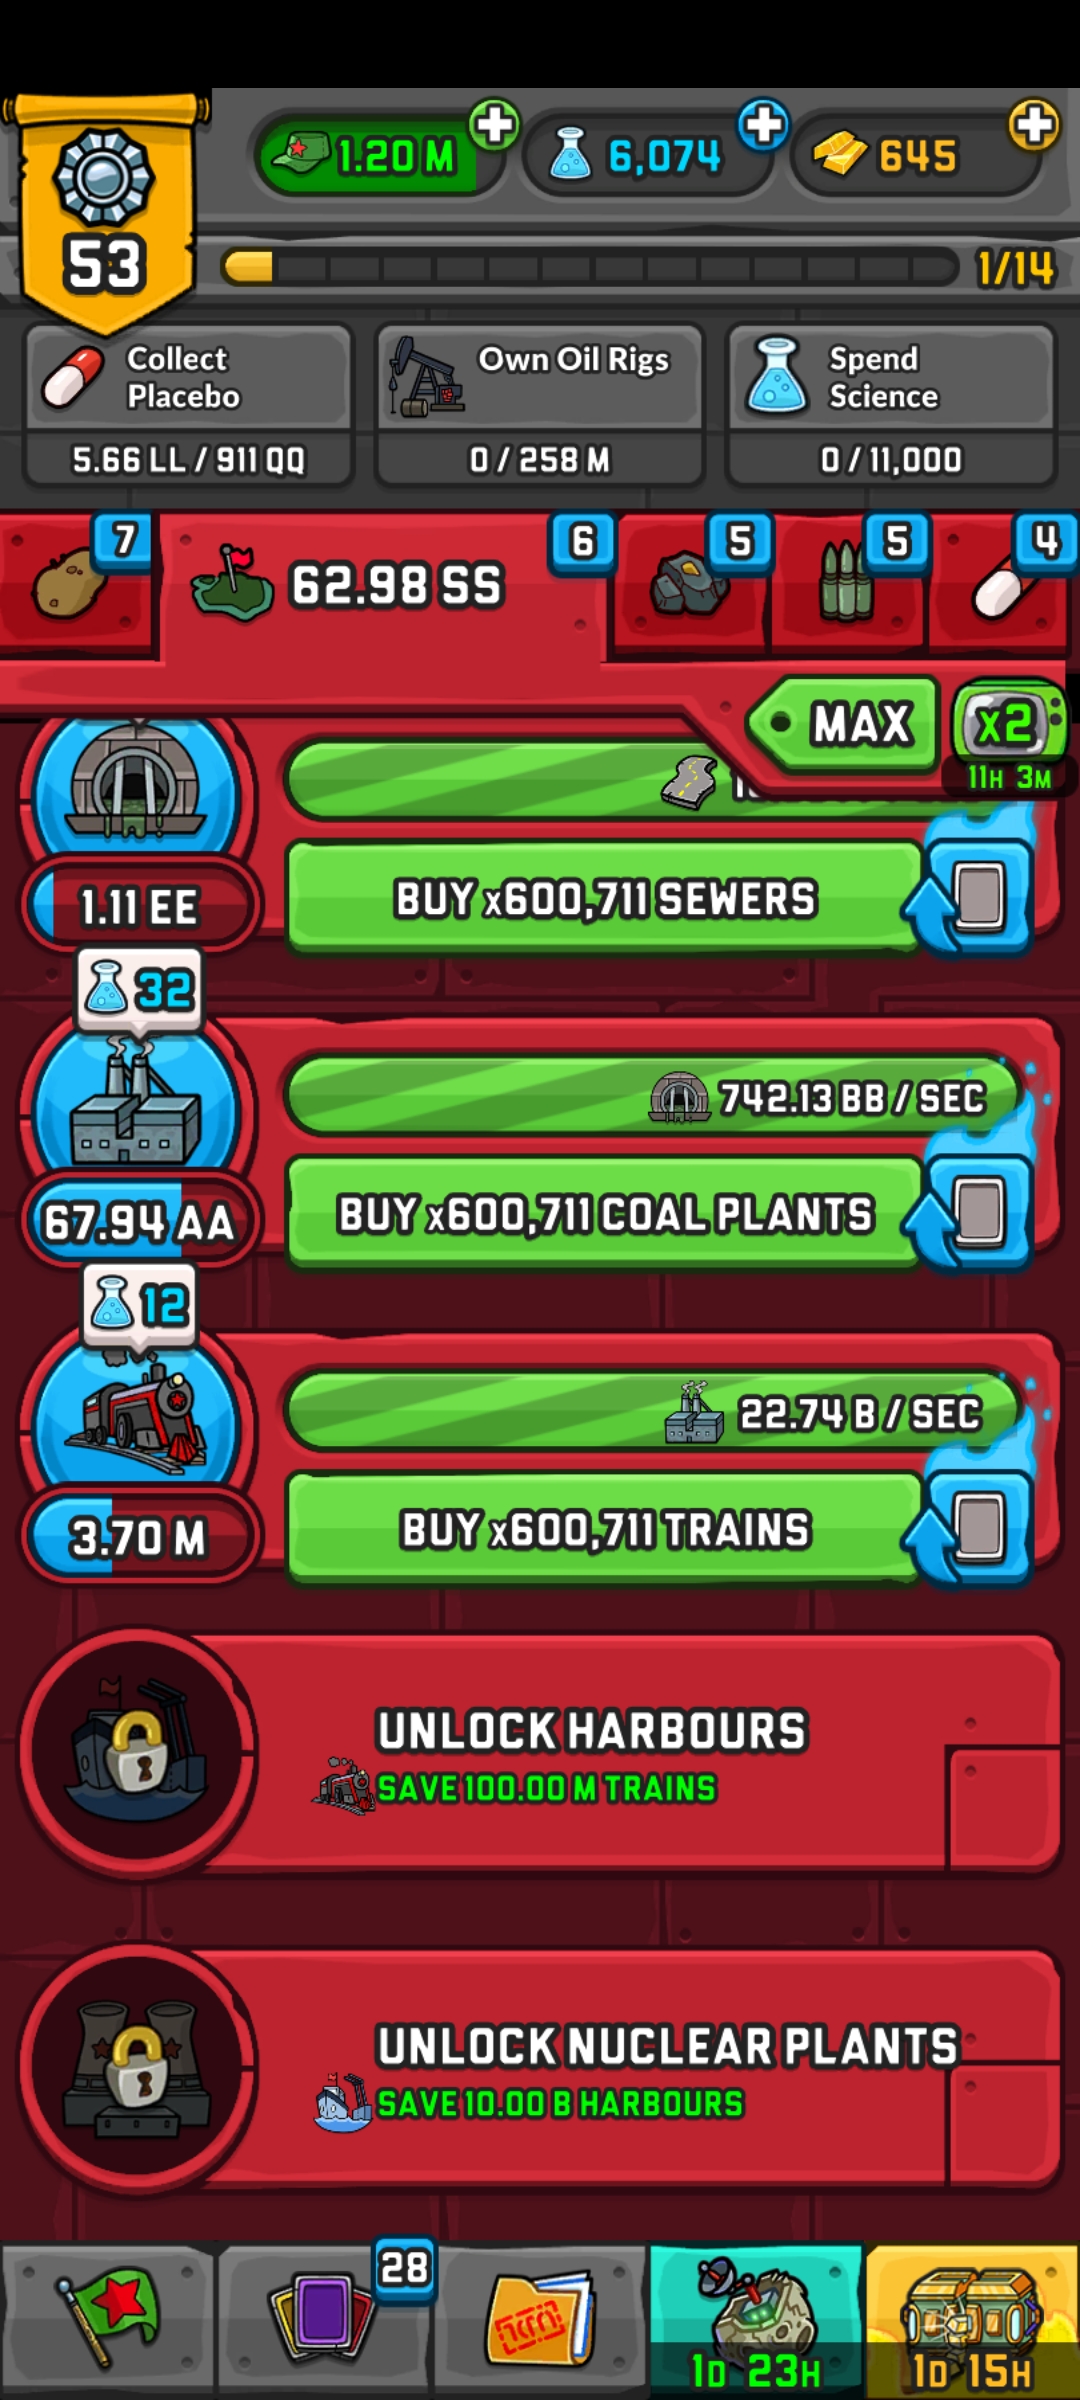 1.20 M
6,074
645
53
1/14
Collect
Placebo
5.66 LL / 911 QQ
Own Oil Rigs
0 / 258 M
Spend
Science
0 / 11,000
7
62.98 SS
6
5
5
4
MAX
x2
11H 3M
BUY x600,711 SEWERS
1.11 EE
32
742.13 BB / SEC
BUY x600,711 COAL PLANTS
67.94 AA
12
22.74 B / SEC
BUY x600,711 TRAINS
3.70 M
UNLOCK HARBOURS
SAVE 100.00 M TRAINS
UNLOCK NUCLEAR PLANTS
SAVE 10.00 B HARBOURS
28
1D 23H
1D 15H